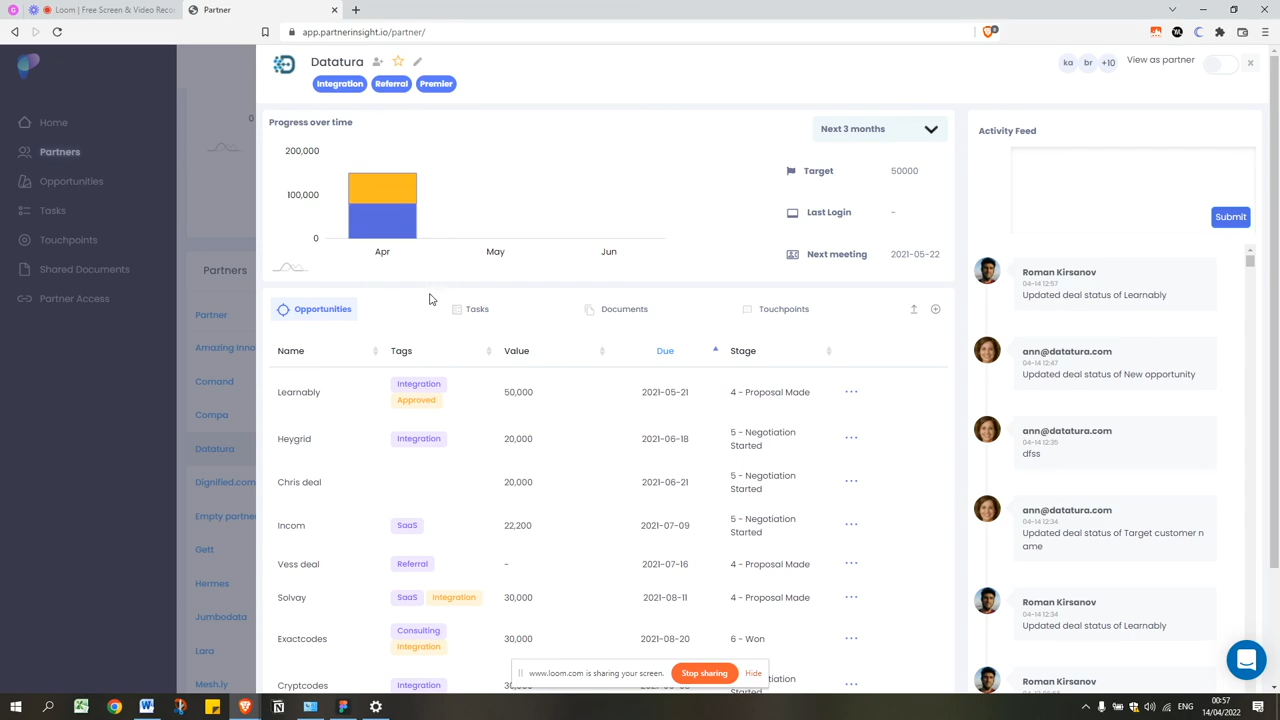 Loom | Free Screen & Video Recor
Partner
app.partnerinsight.io/partner/
Home
Partners
Opportunities
Tasks
Touchpoints
Shared Documents
Partner Access
0
Partners
Partner
Amazing Inno
Comand
Compa
Datatura
Dignified.com
Empty partne
Gett
Hermes
Jumbodata
Lara
Mesh.ly
Datatura
Integration
Referral
Premier
ka
br
+10
View as partner
Progress over time
Next 3 months
200,000
100,000
0
Apr
May
Jun
Target
50000
Last Login
-
Next meeting
2021-05-22
Opportunities
Tasks
Documents
Touchpoints
Name
Tags
Value
Due
Stage
Learnably
Integration
Approved
50,000
2021-05-21
4 - Proposal Made
Heygrid
Integration
20,000
2021-06-18
5 - Negotiation
Started
Chris deal
20,000
2021-06-21
5 - Negotiation
Started
Incom
SaaS
22,200
2021-07-09
5 - Negotiation
Started
Vess deal
Referral
-
2021-07-16
4 - Proposal Made
Solvay
SaaS
Integration
30,000
2021-08-11
4 - Proposal Made
Exactcodes
Consulting
Integration
30,000
2021-08-20
6 - Won
Cryptcodes
Integration
Started
www.loom.com is sharing your screen.
Stop sharing
Hide
Activity Feed
Submit
Roman Kirsanov
04-14 12:57
Updated deal status of Learnably
ann@datatura.com
04-14 12:47
Updated deal status of New opportunity
ann@datatura.com
04-14 12:35
dfss
ann@datatura.com
04-14 12:34
Updated deal status of Target customer n
ame
Roman Kirsanov
04-14 12:34
Updated deal status of Learnably
Roman Kirsanov
ENG
00:57
14/04/2022